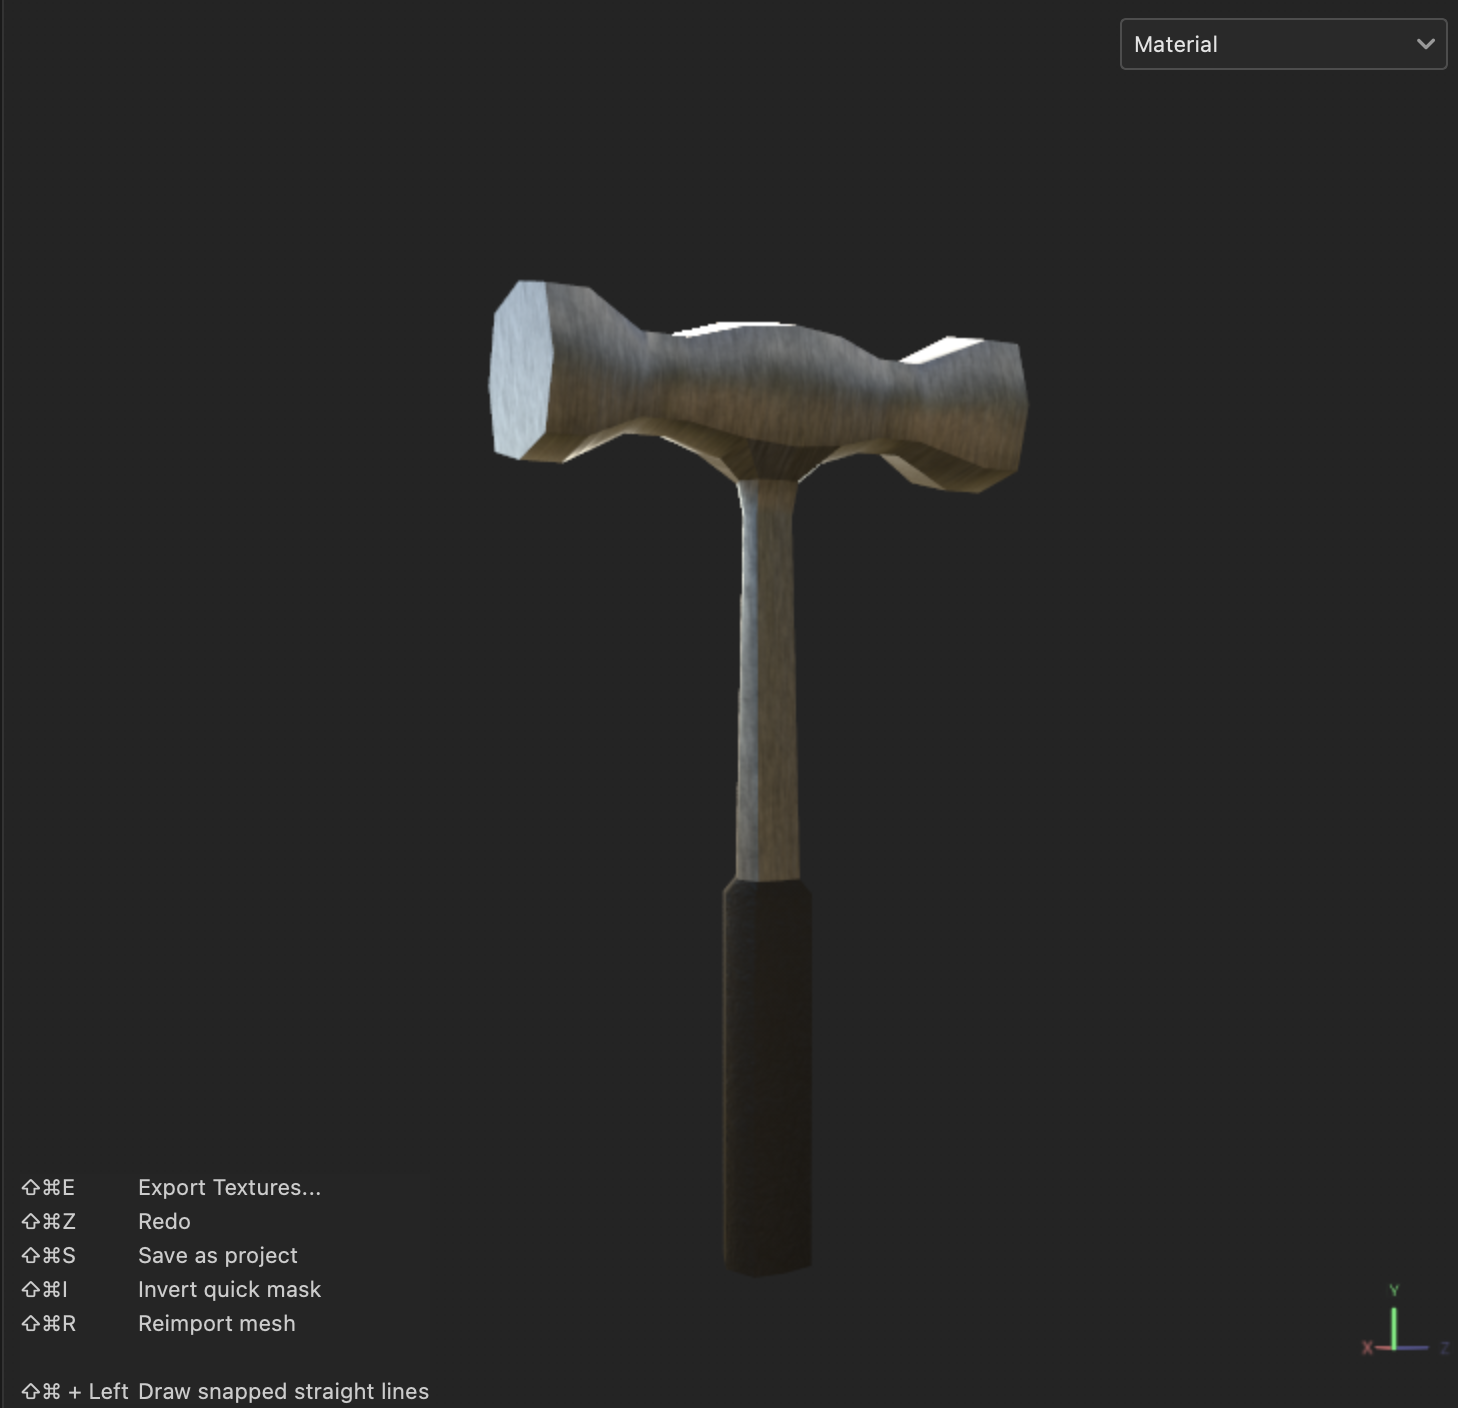 Material
⇧⌘E Export Textures...
⇧⌘Z Redo
⇧⌘S Save as project
⇧⌘I Invert quick mask
⇧⌘R Reimport mesh
⇧⌘ + Left Draw snapped straight lines
Y
X Z